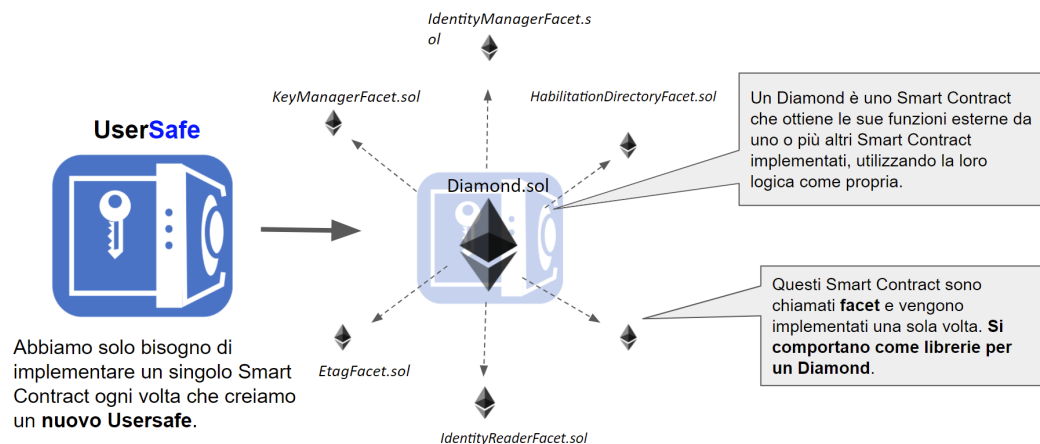 IdentityManagerFacet.s
ol
KeyManagerFacet.sol
HabilitationDirectoryFacet.sol
Un Diamond è uno Smart Contract
che ottiene le sue funzioni esterne da
uno o più altri Smart Contract
implementati, utilizzando la loro
logica come propria.
UserSafe
Diamond.sol
Questi Smart Contract sono
chiamati facet e vengono
implementati una sola volta. Si
comportano come librerie per
un Diamond.
Abbiamo solo bisogno di
implementare un singolo Smart
Contract ogni volta che creiamo
un nuovo Usersafe.
EtagFacet.sol
IdentityReaderFacet.sol